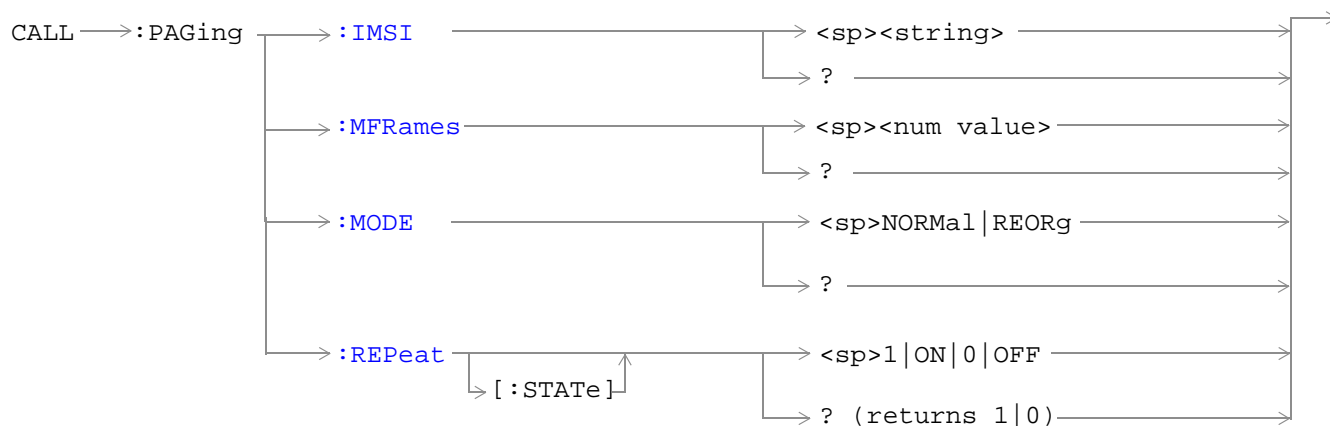 CALL :PAGing :IMSI <sp><string>
?
:MFRames <sp><num value>
?
:MODE <sp>NORMal|REORg
?
:REPeat <sp>1|ON|0|OFF
[:STATe]
? (returns 1|0)